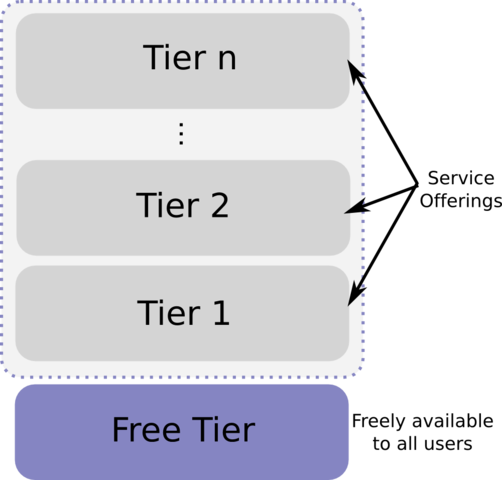 Tier n
⋮
Tier 2
Service
Offerings
Tier 1
Free Tier
Freely available
to all users